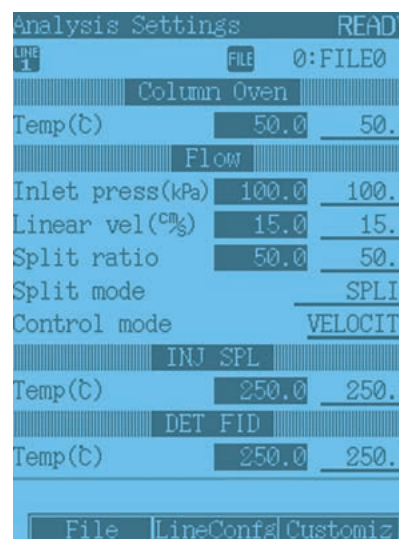 Analysis Settings READY
LINE 1 FILE 0:FILE0
Column Oven
Temp(℃) 50.0 50.
Flow
Inlet press(kPa) 100.0 100.
Linear vel(cm/s) 15.0 15.
Split ratio 50.0 50.
Split mode SPLI
Control mode VELOCIT
INJ SPL
Temp(℃) 250.0 250.
DET FID
Temp(℃) 250.0 250.
File LineConfg Customiz